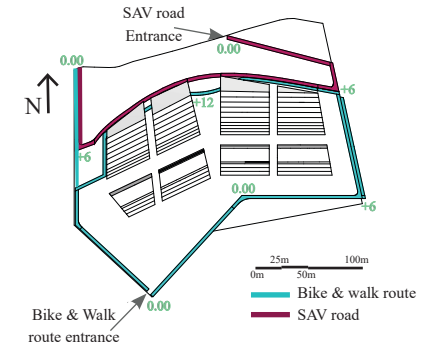 SAV road
Entrance
0.00
0.00
N
+6
+12
+6
0.00
+6
0.00
25m 100m
0m 50m
Bike & walk route
SAV road
Bike & Walk
route entrance